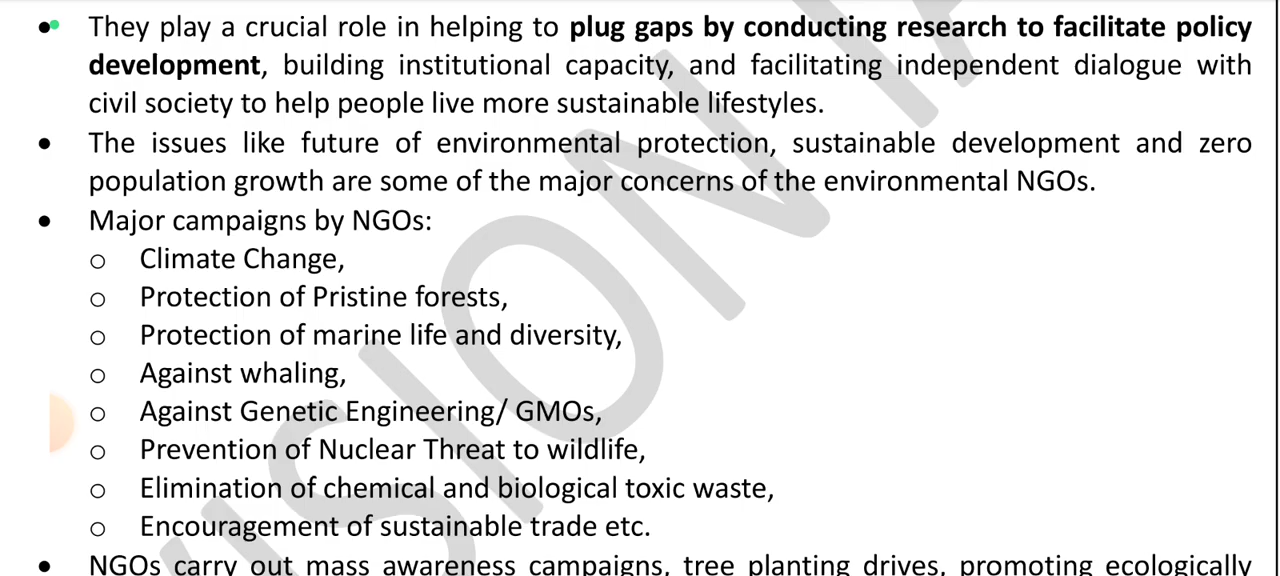 • They play a crucial role in helping to plug gaps by conducting research to facilitate policy
development, building institutional capacity, and facilitating independent dialogue with
civil society to help people live more sustainable lifestyles.
• The issues like future of environmental protection, sustainable development and zero
population growth are some of the major concerns of the environmental NGOs.
• Major campaigns by NGOs:
o Climate Change,
o Protection of Pristine forests,
o Protection of marine life and diversity,
o Against whaling,
o Against Genetic Engineering/ GMOs,
o Prevention of Nuclear Threat to wildlife,
o Elimination of chemical and biological toxic waste,
o Encouragement of sustainable trade etc.
• NGOs carry out mass awareness campaigns, tree planting drives, promoting ecologically
VISION IA